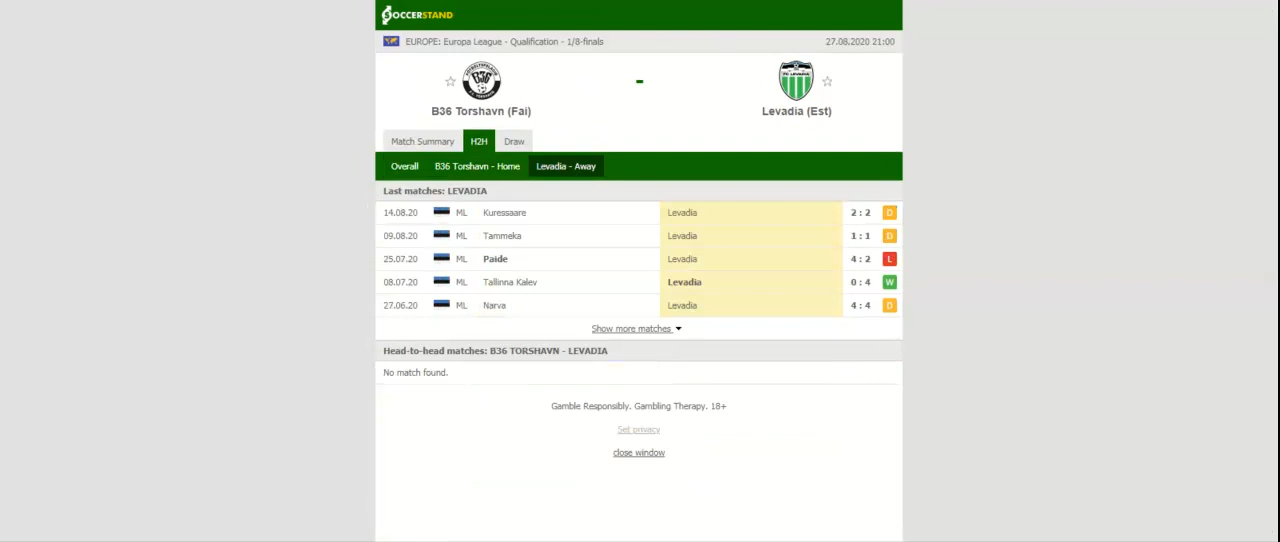 SOCCERSTAND
EUROPE: Europa League - Qualification - 1/8-finals 27.08.2020 21:00
B36
FC LEVADIA
-
B36 Torshavn (Fai) Levadia (Est)
Match Summary H2H Draw
Overall B36 Torshavn - Home Levadia - Away
Last matches: LEVADIA
14.08.20 ML Kuressaare Levadia 2 : 2 D
09.08.20 ML Tammeka Levadia 1 : 1 D
25.07.20 ML Paide Levadia 4 : 2 L
08.07.20 ML Tallinna Kalev Levadia 0 : 4 W
27.06.20 ML Narva Levadia 4 : 4 D
Show more matches
Head-to-head matches: B36 TORSHAVN - LEVADIA
No match found.
Gamble Responsibly. Gambling Therapy. 18+
Set privacy
close window